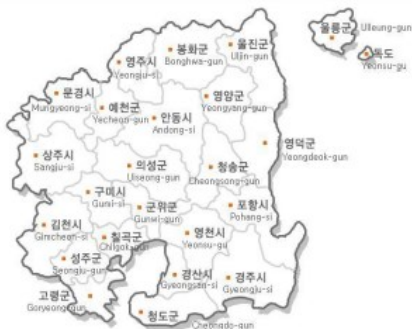 울릉군 Ulleung-gun
독도
Yeonsu-gu
봉화군
Bonghwa-gun
울진군
Uljin-gun
영주시
Yeongju-si
문경시
Mungyeong-si
예천군
Yecheon-gun
영양군
Yeongyang-gun
안동시
Andong-si
영덕군
Yeongdeok-gun
상주시
Sangju-si
의성군
Uiseong-gun
청송군
Cheongsong-gun
구미시
Gumi-si
군위군
Gunwi-gun
포항시
Pohang-si
김천시
Gimcheon-si
칠곡군
Chilgok-gun
영천시
Yeonsu-gu
성주군
Seongju-gun
경산시
Gyeongsan-si
경주시
Gyeongju-si
고령군
Goryeong-gun
청도군
Cheongdo-gun